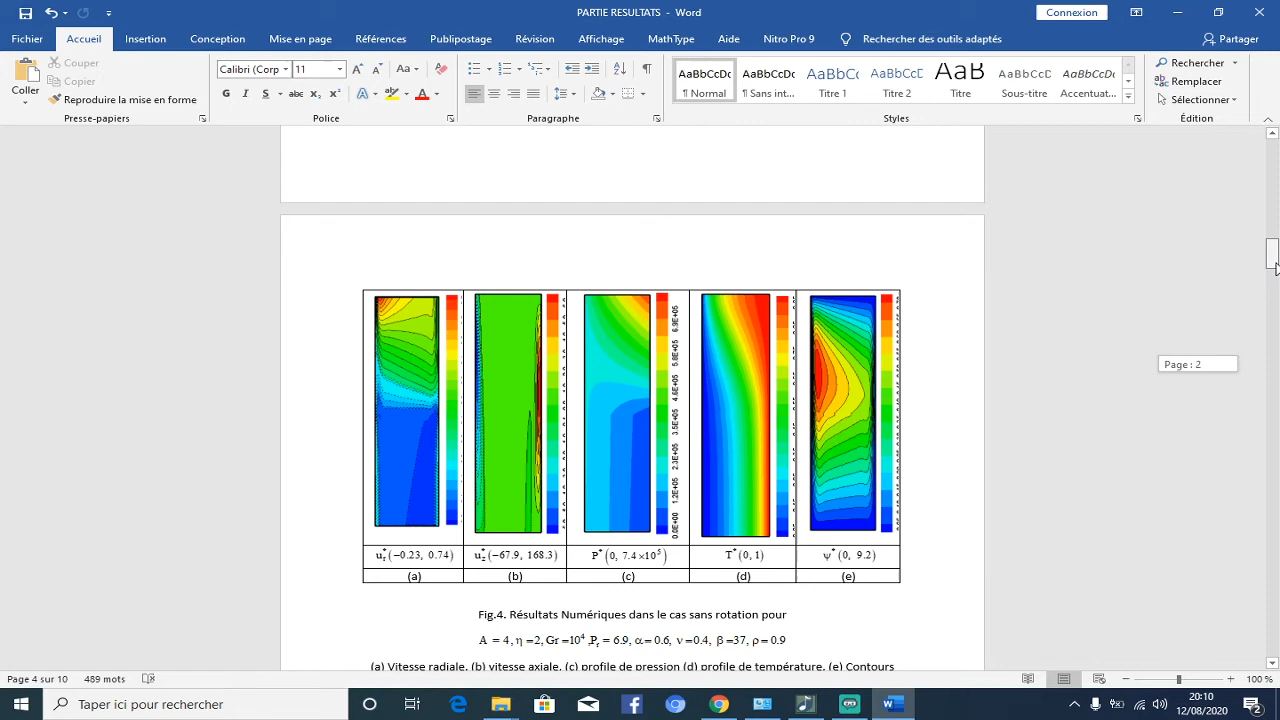 PARTIE RESULTATS - Word
Connexion
Fichier Accueil Insertion Conception Mise en page Références Publipostage Révision Affichage MathType Aide Nitro Pro 9 Rechercher des outils adaptés Partager
Coller
Couper
Copier
Reproduire la mise en forme
Presse-papiers
Calibri (Corp 11
Police
Paragraphe
AaBbCcDc AaBbCcDc AaBbCc AaBbCcD AaB AaBbCcD AaBbCcDc
¶ Normal ¶ Sans int... Titre 1 Titre 2 Titre Sous-titre Accentuat...
Styles
Rechercher
Remplacer
Sélectionner
Édition
Page : 2
6.9E+05
5.8E+05
4.6E+05
3.5E+05
2.3E+05
1.2E+05
0.0E+00
u*r(−0.23, 0.74) u*z(−67.9, 168.3) P*(0, 7.4×10⁵) T*(0, 1) ψ*(0, 9.2)
(a) (b) (c) (d) (e)
Fig.4. Résultats Numériques dans le cas sans rotation pour
A = 4, η =2, Gr =10⁴ ,Pr = 6.9, α = 0.6, ν =0.4, β =37, ρ = 0.9
(a) Vitesse radiale, (b) vitesse axiale, (c) profile de pression (d) profile de température, (e) Contours
Page 4 sur 10 489 mots
100 %
Taper ici pour rechercher
20:10
12/08/2020
2